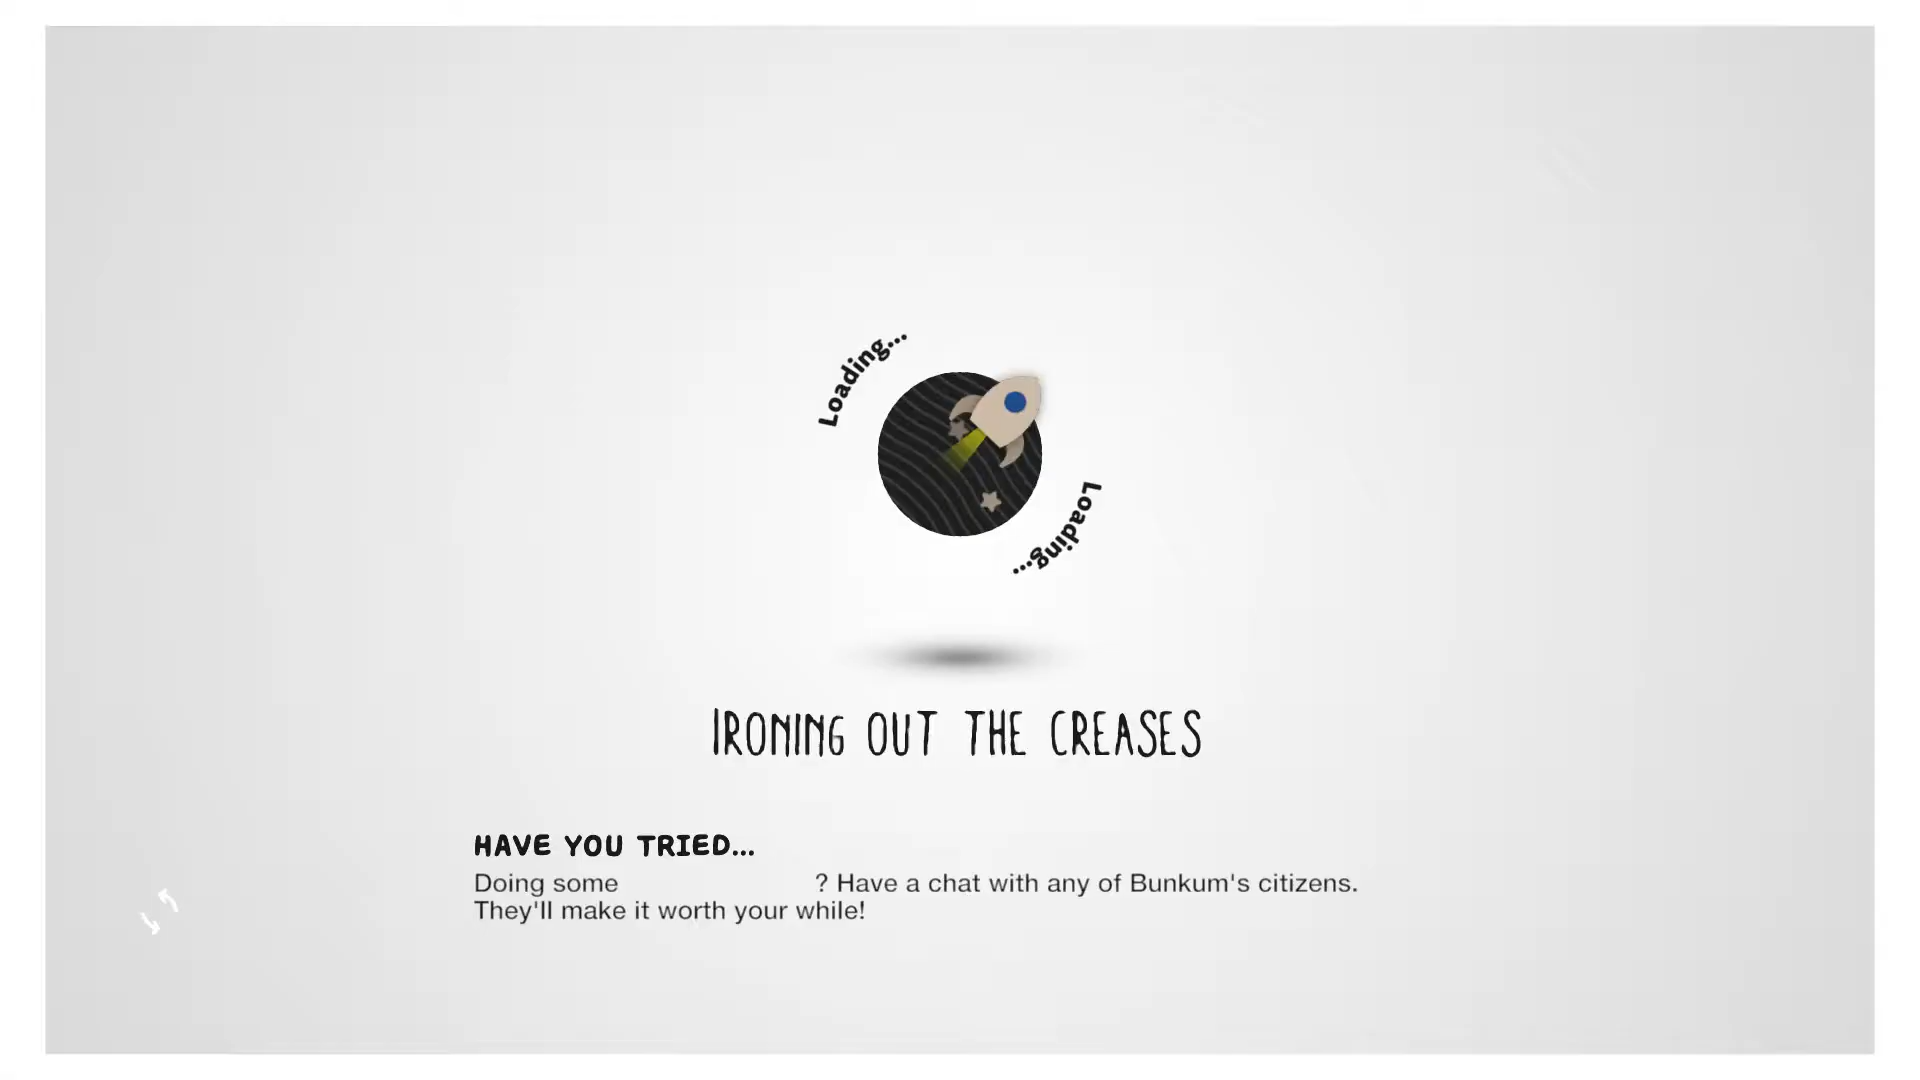 Loading...
Loading...
IRONING OUT THE CREASES
HAVE YOU TRIED...
Doing some ? Have a chat with any of Bunkum's citizens.
They'll make it worth your while!